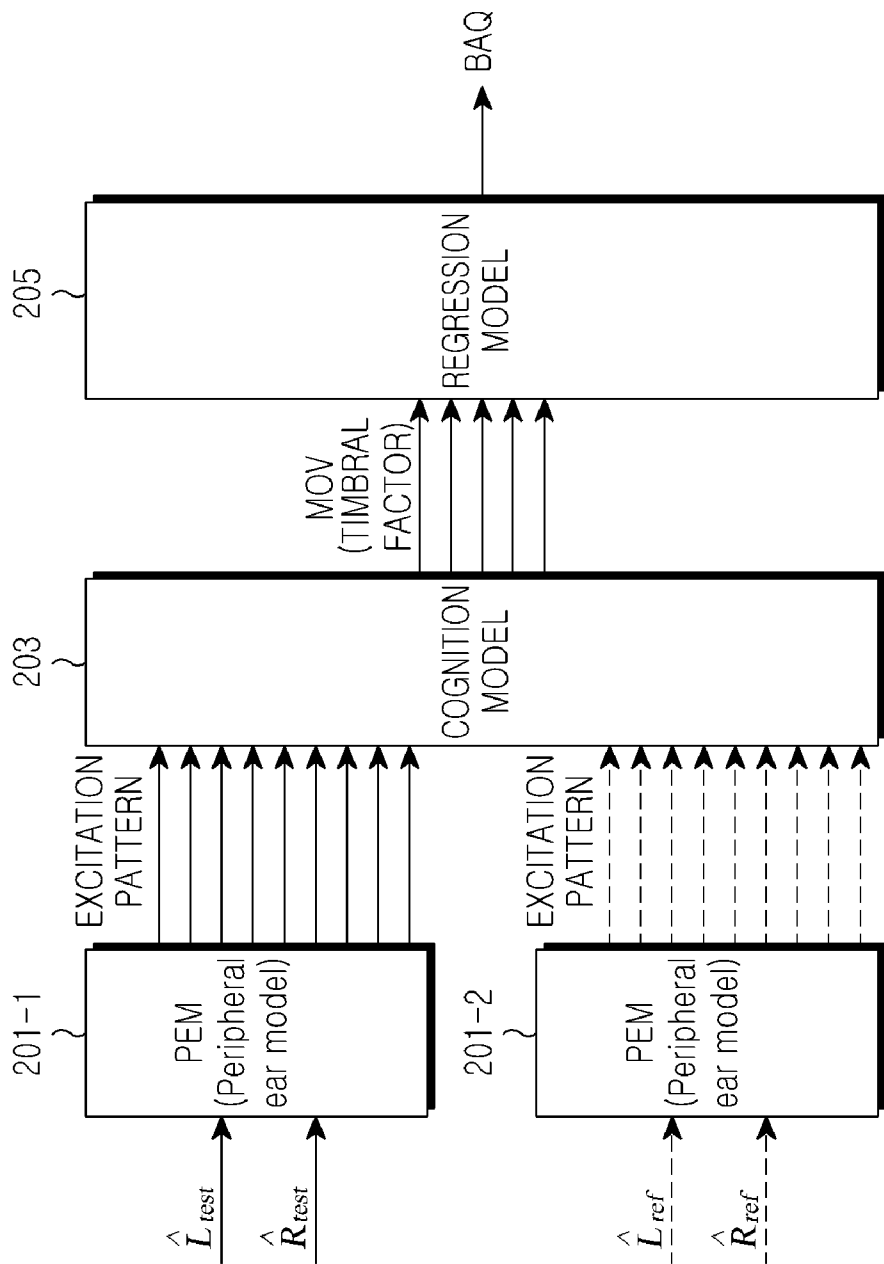 201-1
PEM
(Peripheral
ear model)
L̂ test
R̂ test
EXCITATION
PATTERN
201-2
PEM
(Peripheral
ear model)
L̂ ref
R̂ ref
EXCITATION
PATTERN
203
COGNITION
MODEL
MOV
(TIMBRAL
FACTOR)
205
REGRESSION
MODEL
BAQ